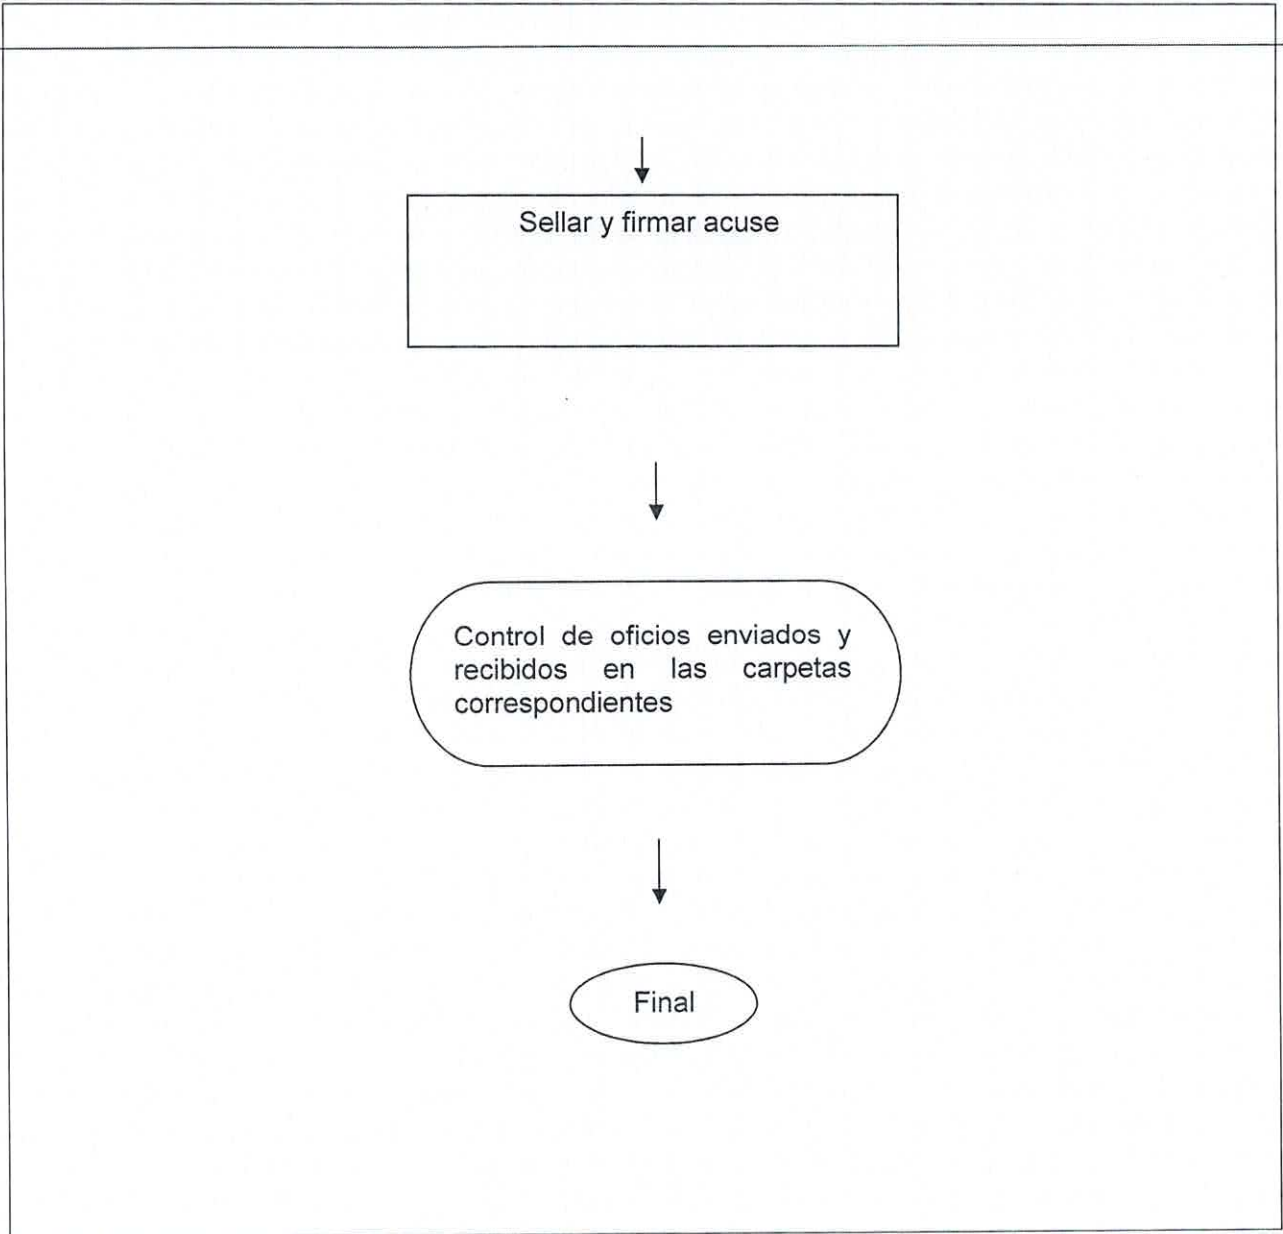 Sellar y firmar acuse
Control de oficios enviados y
recibidos en las carpetas
correspondientes
Final